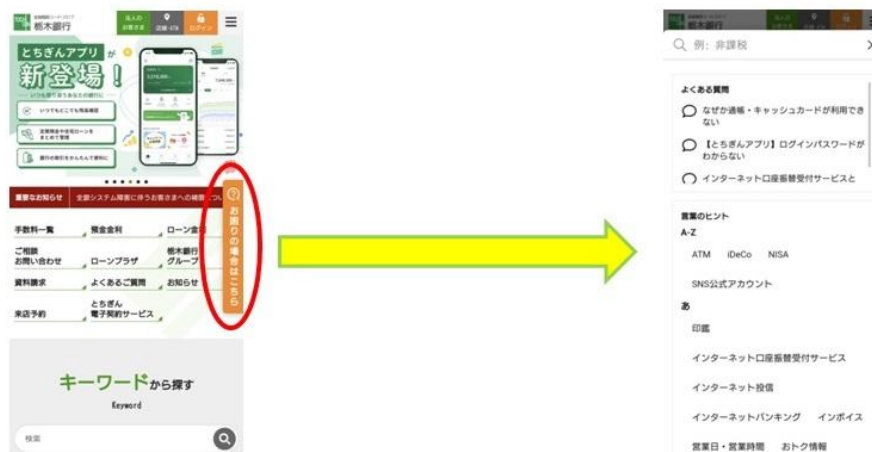 栃木銀行
法人の
お客さま
店舗・ATM
ログイン
とちぎんアプリが
新登場！
いつでもどこでも残高確認
定期預金や住宅ローンを
まとめて管理
銀行の取引をかんたんで便利に
重要なお知らせ
全銀システム障害に伴うお客さまへの補償につい
お困りの場合はこちら
手数料一覧
預金金利
ローン金
ご相談
お問い合わせ
ローンプラザ
栃木銀行
グループ
資料請求
よくあるご質問
お知らせ
来店予約
とちぎん
電子契約サービス
キーワードから探す
Keyword
検索
栃木銀行
例: 非課税
よくある質問
なぜか通帳・キャッシュカードが利用でき
ない
【とちぎんアプリ】ログインパスワードが
わからない
インターネット口座振替受付サービスと
言葉のヒント
A-Z
ATM iDeCo NISA
SNS公式アカウント
あ
印鑑
インターネット口座振替受付サービス
インターネット投信
インターネットバンキング インボイス
営業日・営業時間 おトク情報